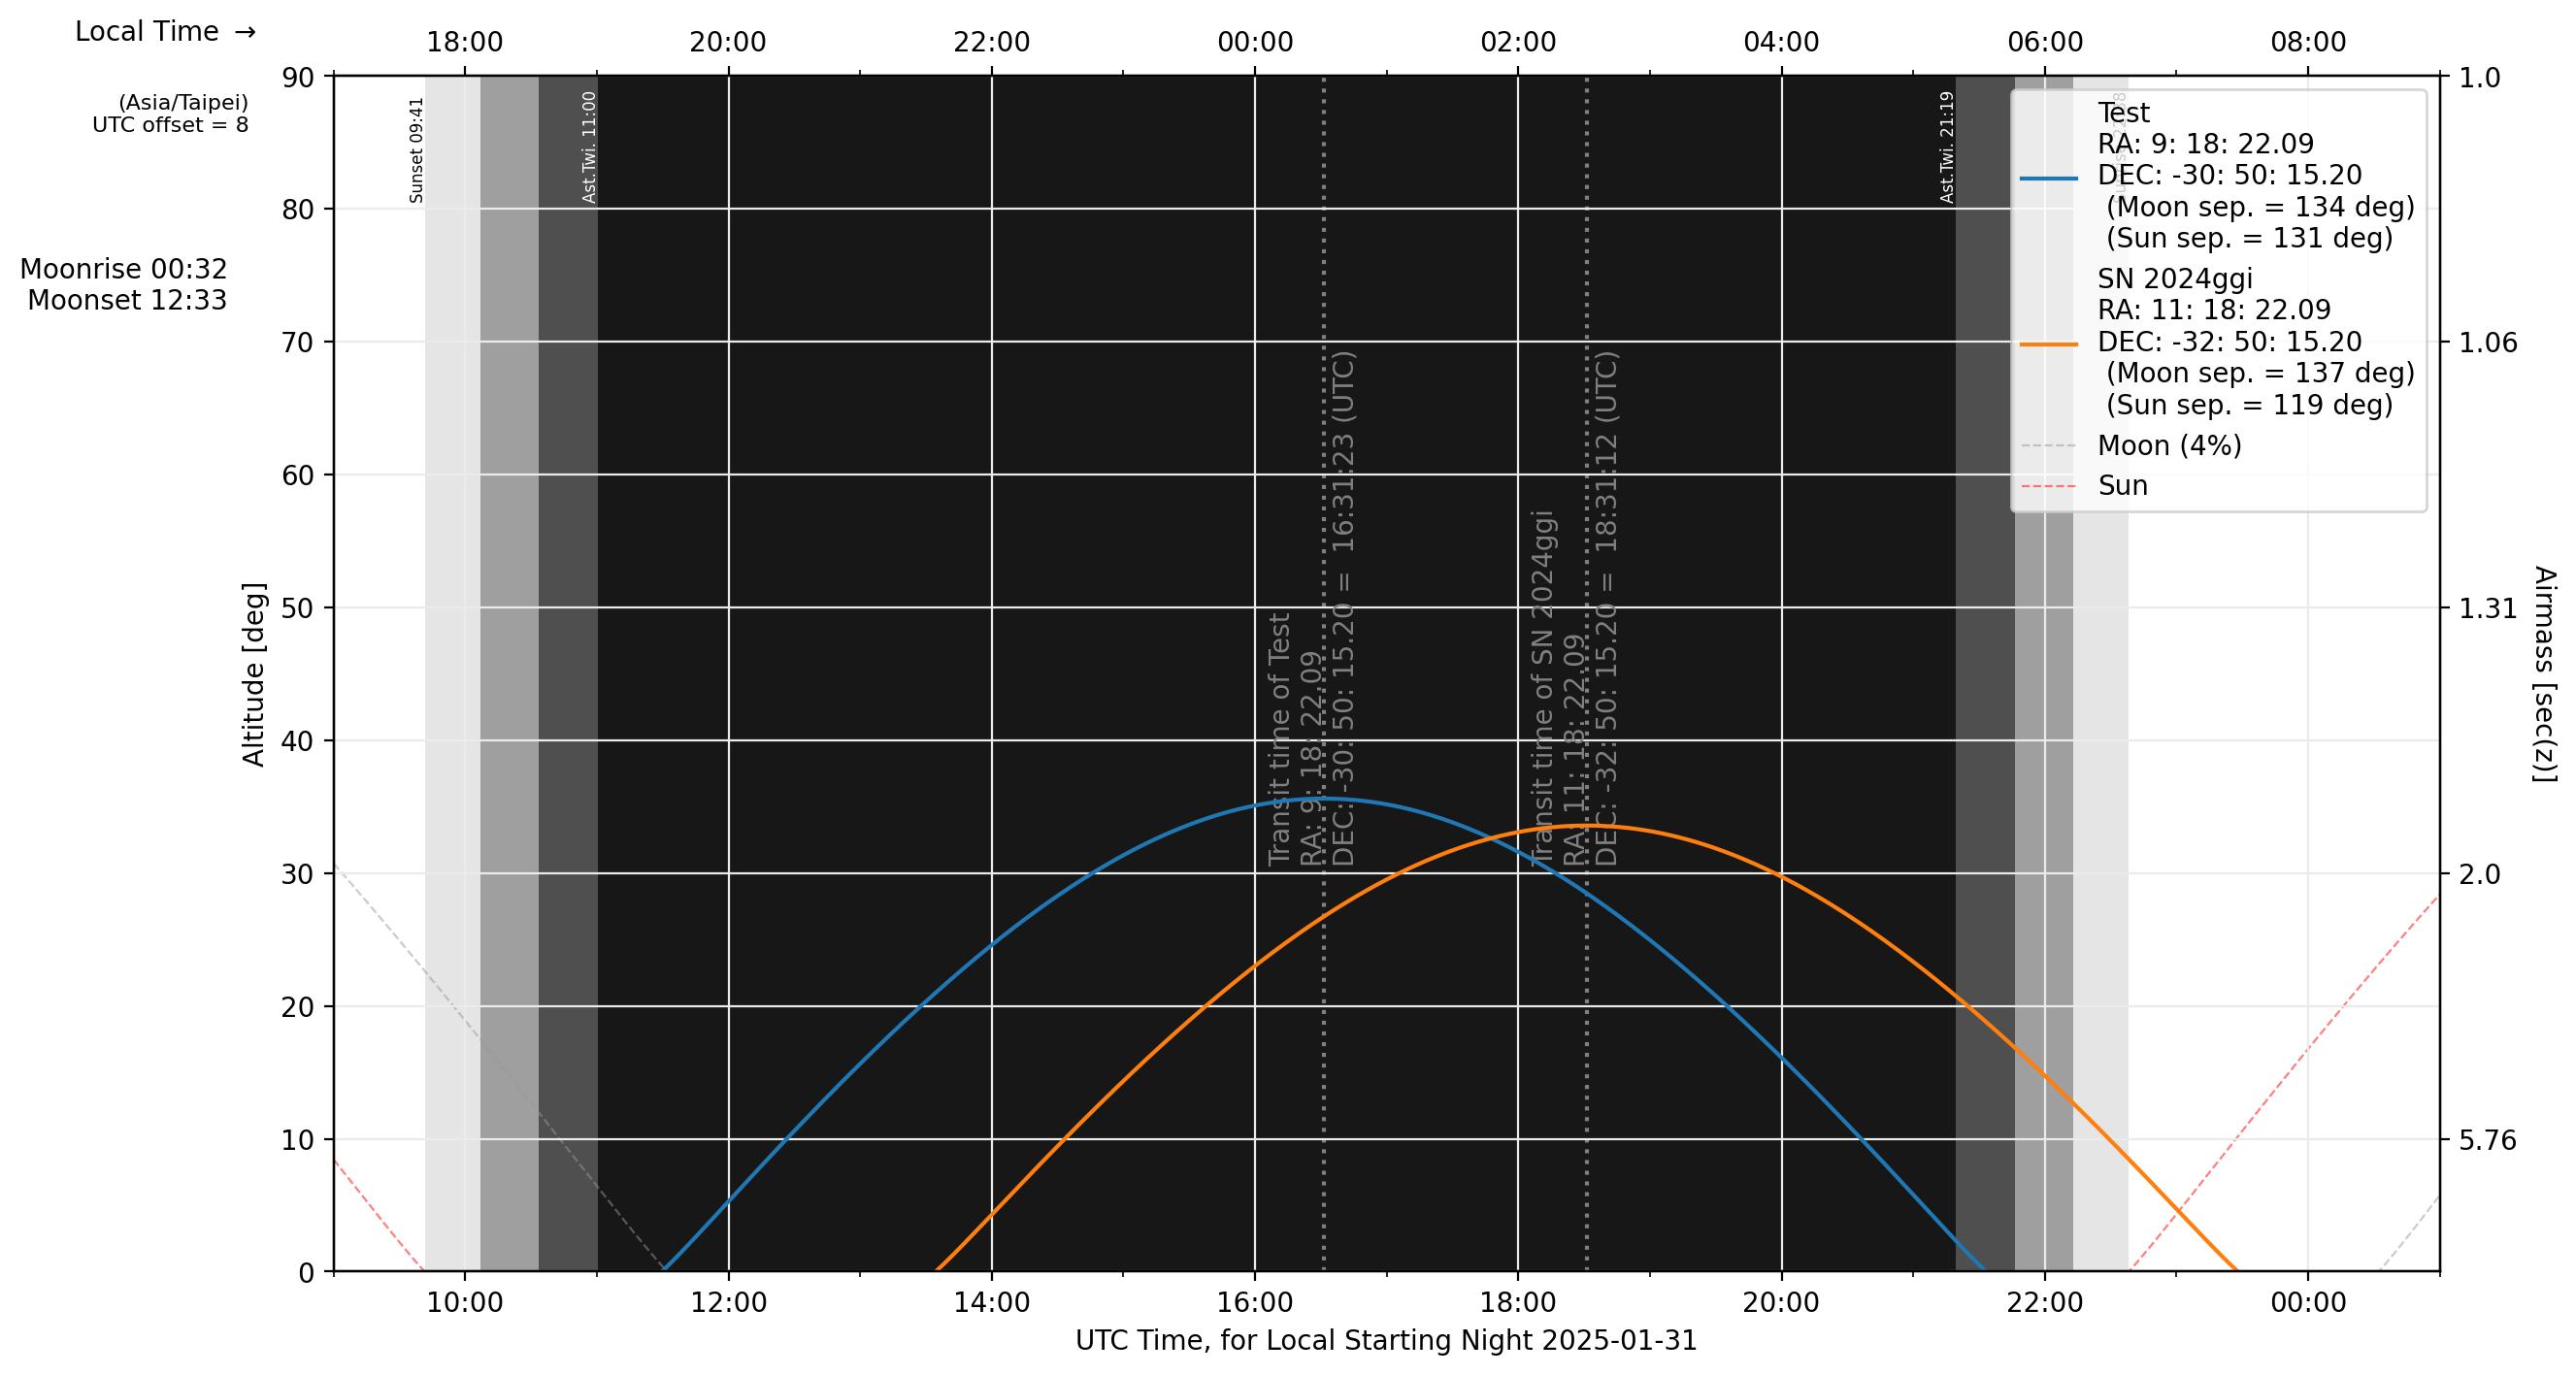 Local Time →
18:00 20:00 22:00 00:00 02:00 04:00 06:00 08:00
(Asia/Taipei)
UTC offset = 8
Moonrise 00:32
Moonset 12:33
90
80
70
60
50
40
30
20
10
0
Altitude [deg]
Sunset 09:41
Ast.Twi. 11:00
Transit time of Test
RA: 9: 18: 22.09
DEC: -30: 50: 15.20 = 16:31:23 (UTC)
Transit time of SN 2024ggi
RA: 11: 18: 22.09
DEC: -32: 50: 15.20 = 18:31:12 (UTC)
Ast.Twi. 21:19
Test
RA: 9: 18: 22.09
DEC: -30: 50: 15.20
(Moon sep. = 134 deg)
(Sun sep. = 131 deg)
SN 2024ggi
RA: 11: 18: 22.09
DEC: -32: 50: 15.20
(Moon sep. = 137 deg)
(Sun sep. = 119 deg)
Moon (4%)
Sun
1.0
1.06
1.31
2.0
5.76
Airmass [sec(z)]
10:00 12:00 14:00 16:00 18:00 20:00 22:00 00:00
UTC Time, for Local Starting Night 2025-01-31